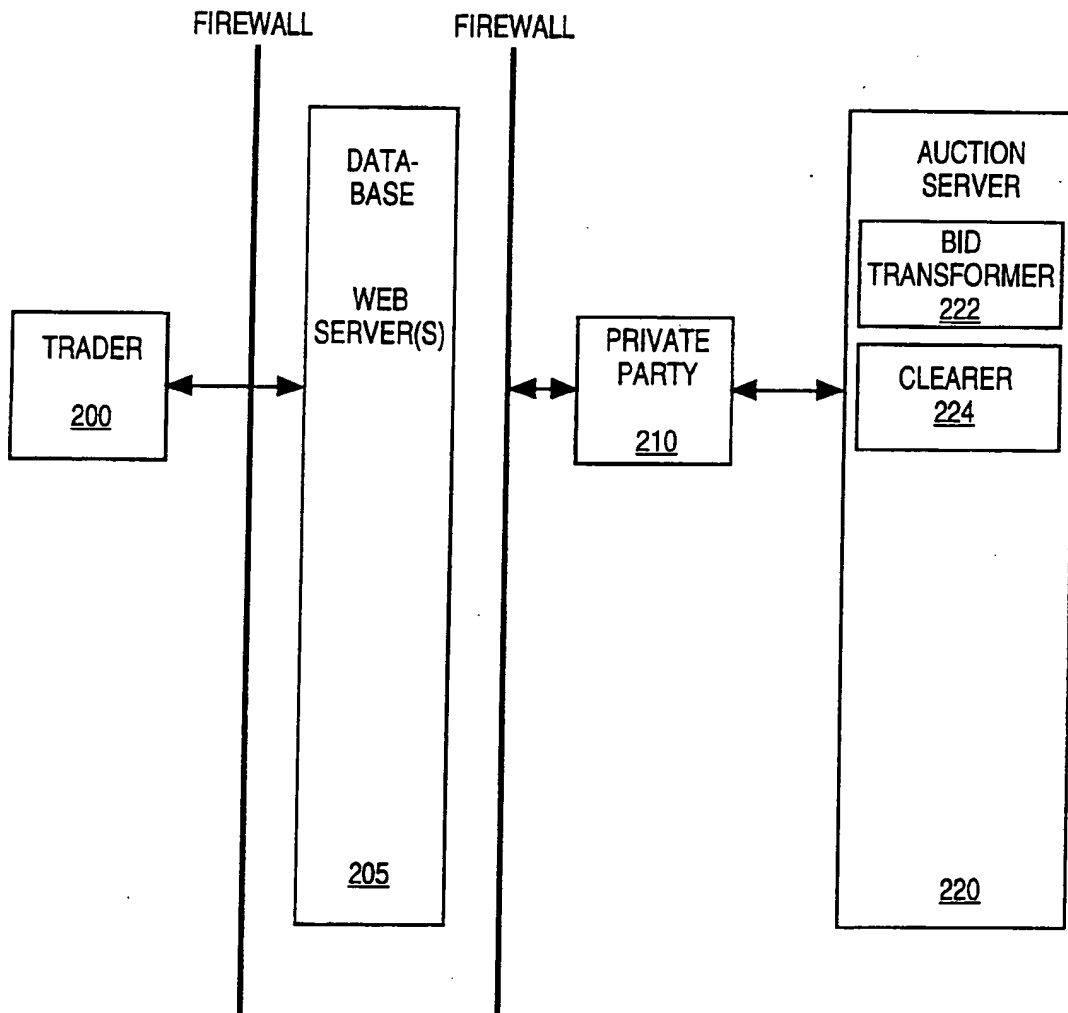 FIREWALL
FIREWALL
DATA-
BASE
WEB
SERVER(S)
205
TRADER
200
PRIVATE
PARTY
210
AUCTION
SERVER
BID
TRANSFORMER
222
CLEARER
224
220